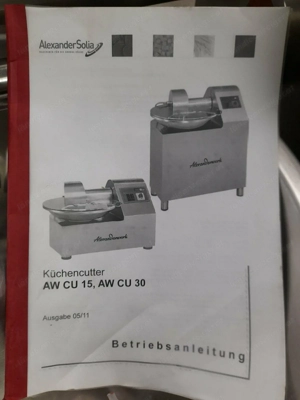 AlexanderSolia
Küchencutter
AW CU 15, AW CU 30
Ausgabe 05/11
Betriebsanleitung